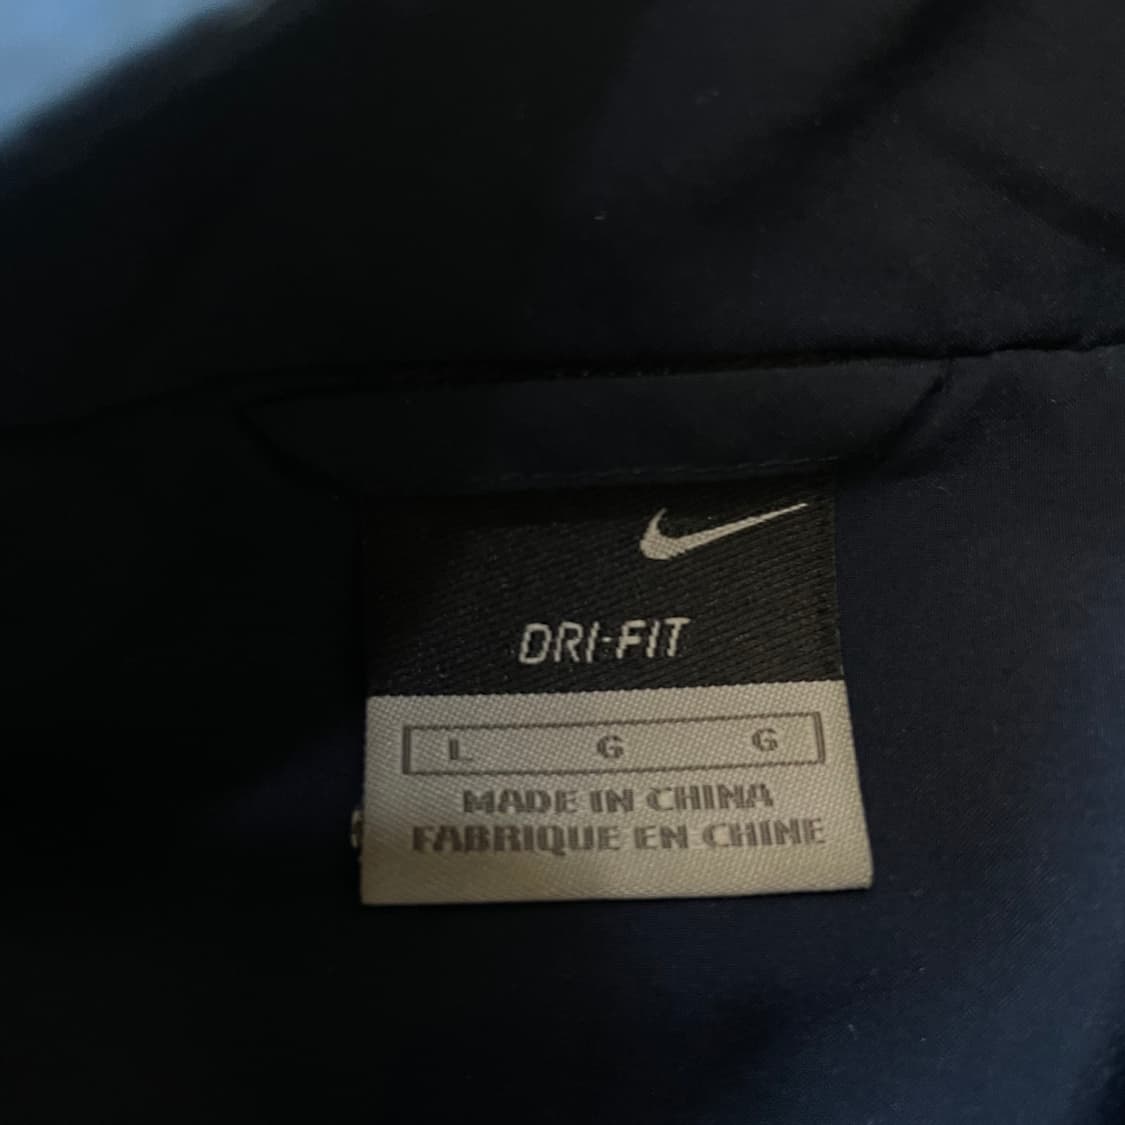 DRI-FIT
L G G
MADE IN CHINA
FABRIQUE EN CHINE